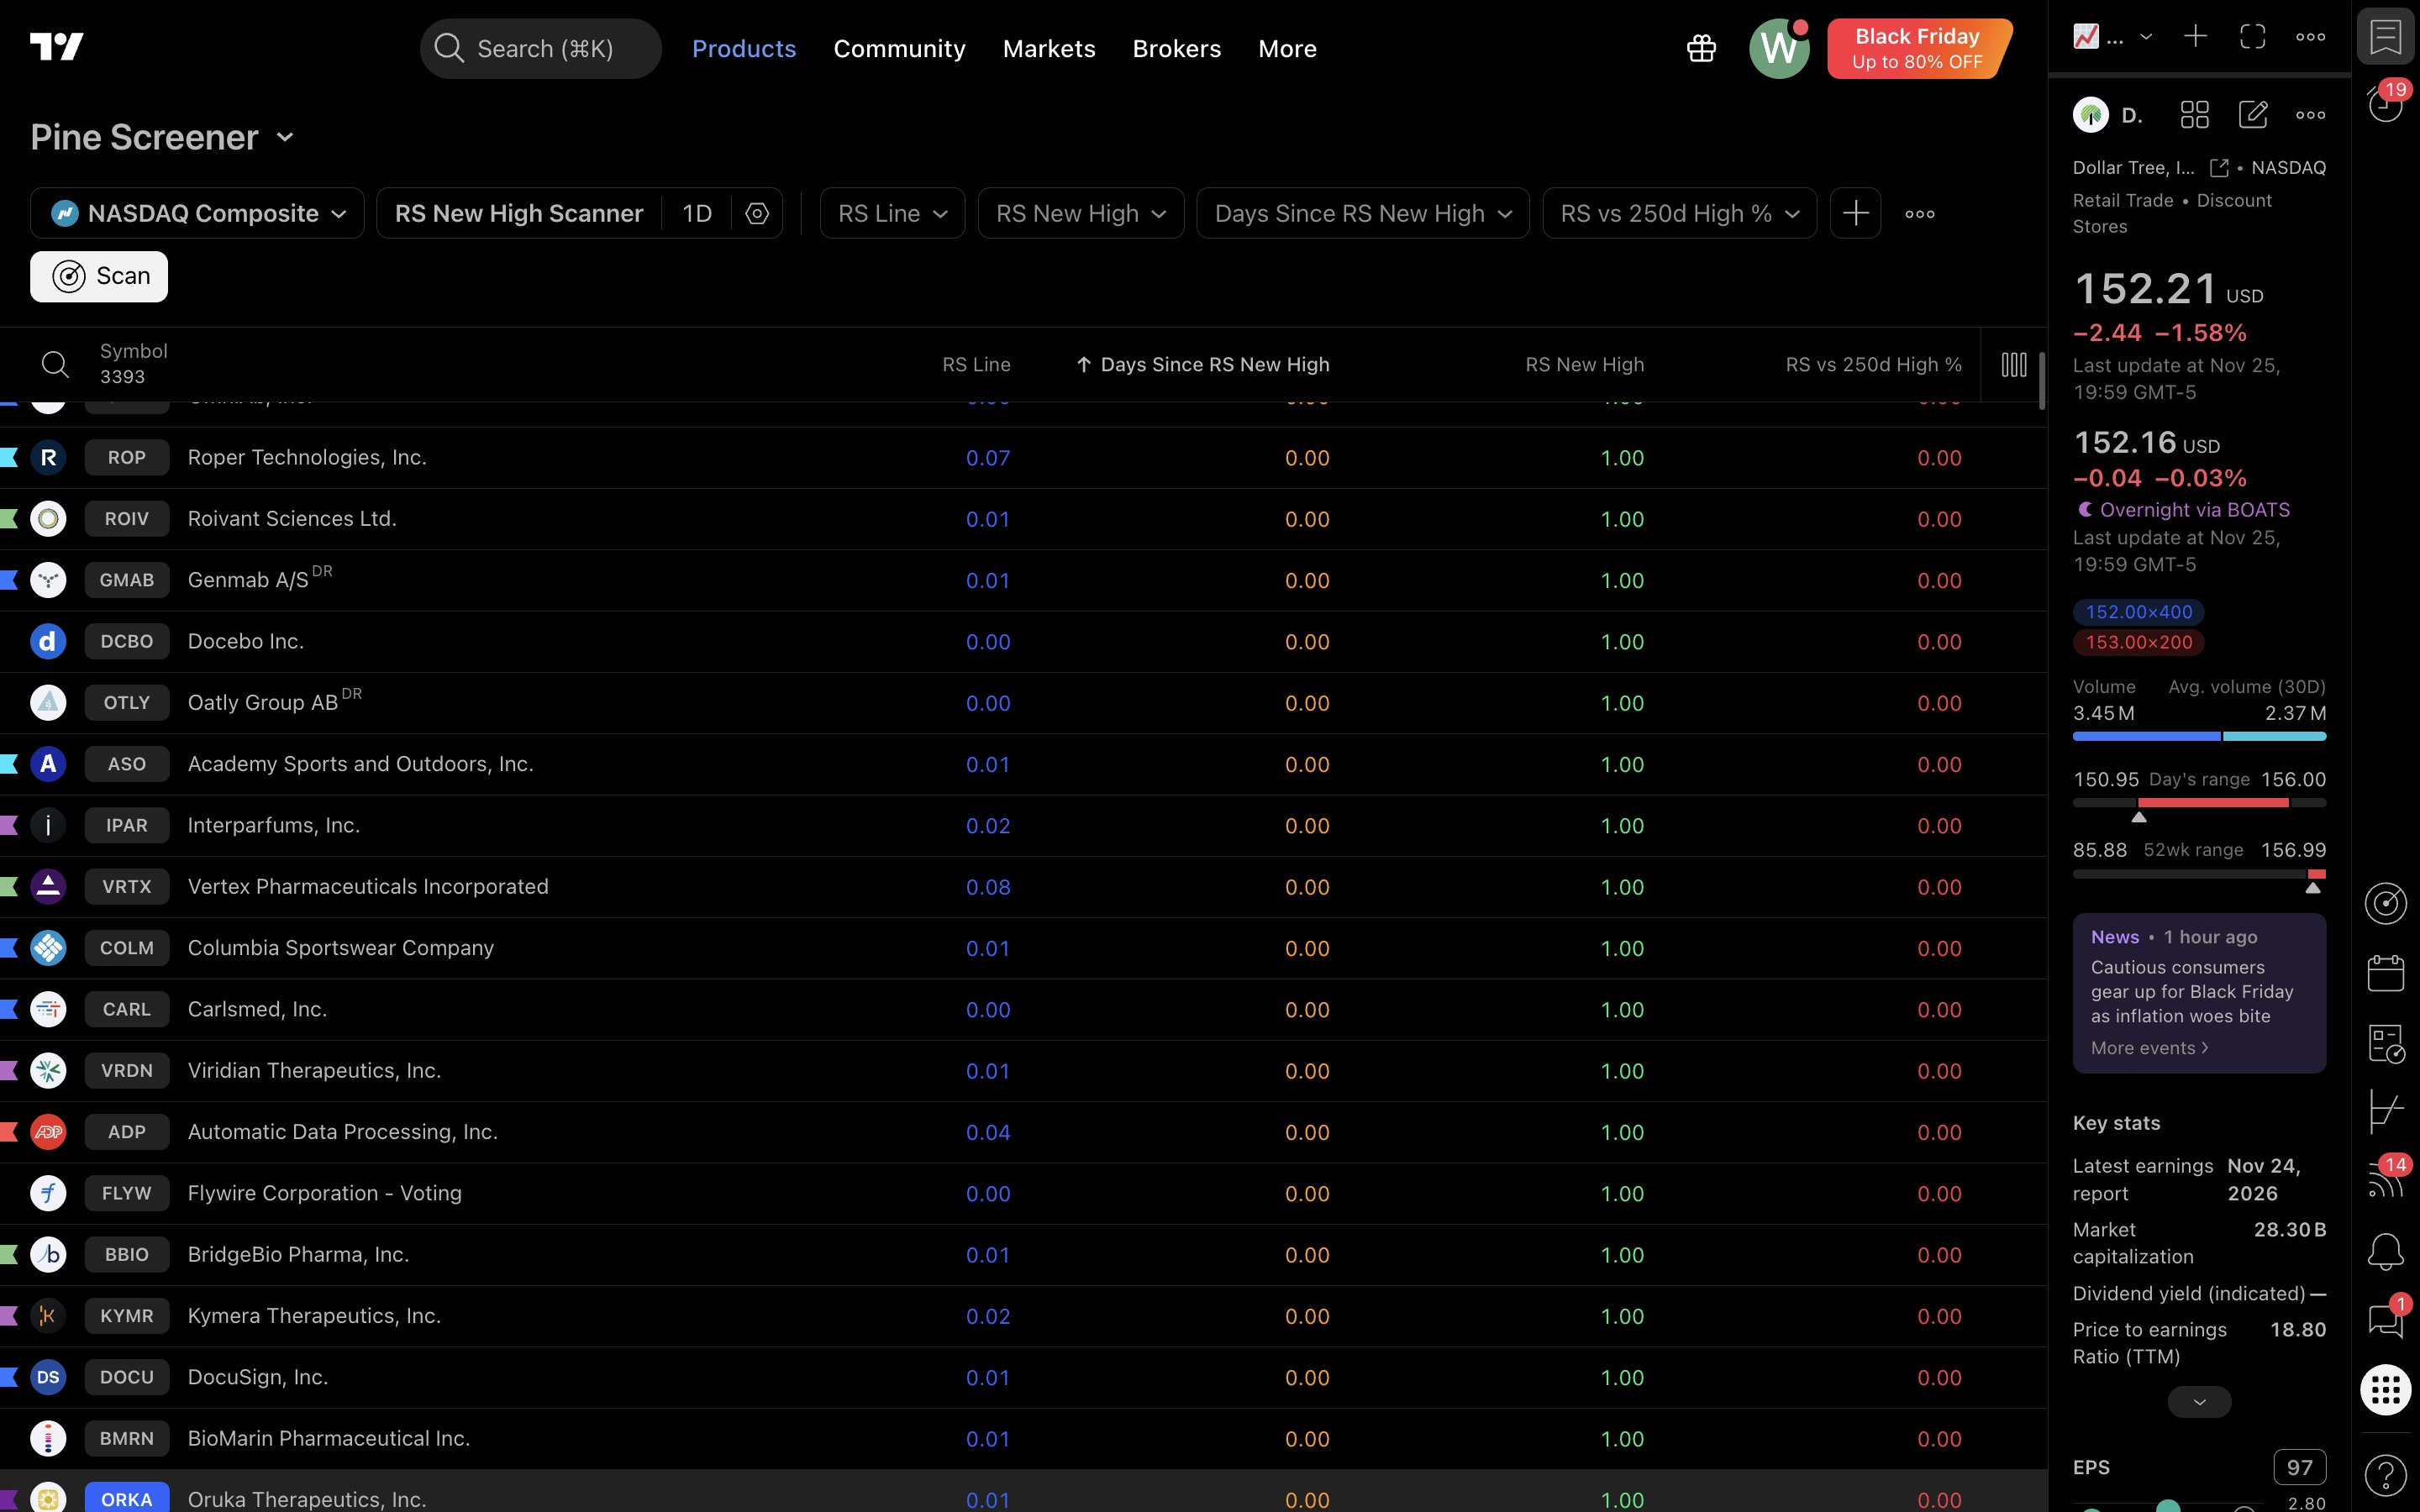 Search (⌘K)
Products
Community
Markets
Brokers
More
W
Black Friday
Up to 80% OFF
Pine Screener
NASDAQ Composite
RS New High Scanner
1D
RS Line
RS New High
Days Since RS New High
RS vs 250d High %
Scan
Symbol
3393
RS Line
↑ Days Since RS New High
RS New High
RS vs 250d High %
R ROP Roper Technologies, Inc. 0.07 0.00 1.00 0.00
ROIV Roivant Sciences Ltd. 0.01 0.00 1.00 0.00
GMAB Genmab A/S DR 0.01 0.00 1.00 0.00
d DCBO Docebo Inc. 0.00 0.00 1.00 0.00
OTLY Oatly Group AB DR 0.00 0.00 1.00 0.00
A ASO Academy Sports and Outdoors, Inc. 0.01 0.00 1.00 0.00
i IPAR Interparfums, Inc. 0.02 0.00 1.00 0.00
VRTX Vertex Pharmaceuticals Incorporated 0.08 0.00 1.00 0.00
COLM Columbia Sportswear Company 0.01 0.00 1.00 0.00
CARL Carlsmed, Inc. 0.00 0.00 1.00 0.00
VRDN Viridian Therapeutics, Inc. 0.01 0.00 1.00 0.00
ADP ADP Automatic Data Processing, Inc. 0.04 0.00 1.00 0.00
FLYW Flywire Corporation - Voting 0.00 0.00 1.00 0.00
b BBIO BridgeBio Pharma, Inc. 0.01 0.00 1.00 0.00
K KYMR Kymera Therapeutics, Inc. 0.02 0.00 1.00 0.00
DS DOCU DocuSign, Inc. 0.01 0.00 1.00 0.00
BMRN BioMarin Pharmaceutical Inc. 0.01 0.00 1.00 0.00
ORKA Oruka Therapeutics, Inc. 0.01 0.00 1.00 0.00
...
D.
Dollar Tree, I... • NASDAQ
Retail Trade • Discount
Stores
152.21 USD
−2.44 −1.58%
Last update at Nov 25,
19:59 GMT-5
152.16 USD
−0.04 −0.03%
Overnight via BOATS
Last update at Nov 25,
19:59 GMT-5
152.00×400
153.00×200
Volume Avg. volume (30D)
3.45 M 2.37 M
150.95 Day's range 156.00
85.88 52wk range 156.99
News • 1 hour ago
Cautious consumers
gear up for Black Friday
as inflation woes bite
More events
Key stats
Latest earnings Nov 24,
report 2026
Market 28.30 B
capitalization
Dividend yield (indicated) —
Price to earnings 18.80
Ratio (TTM)
EPS 97
2.80
19
14
1
?